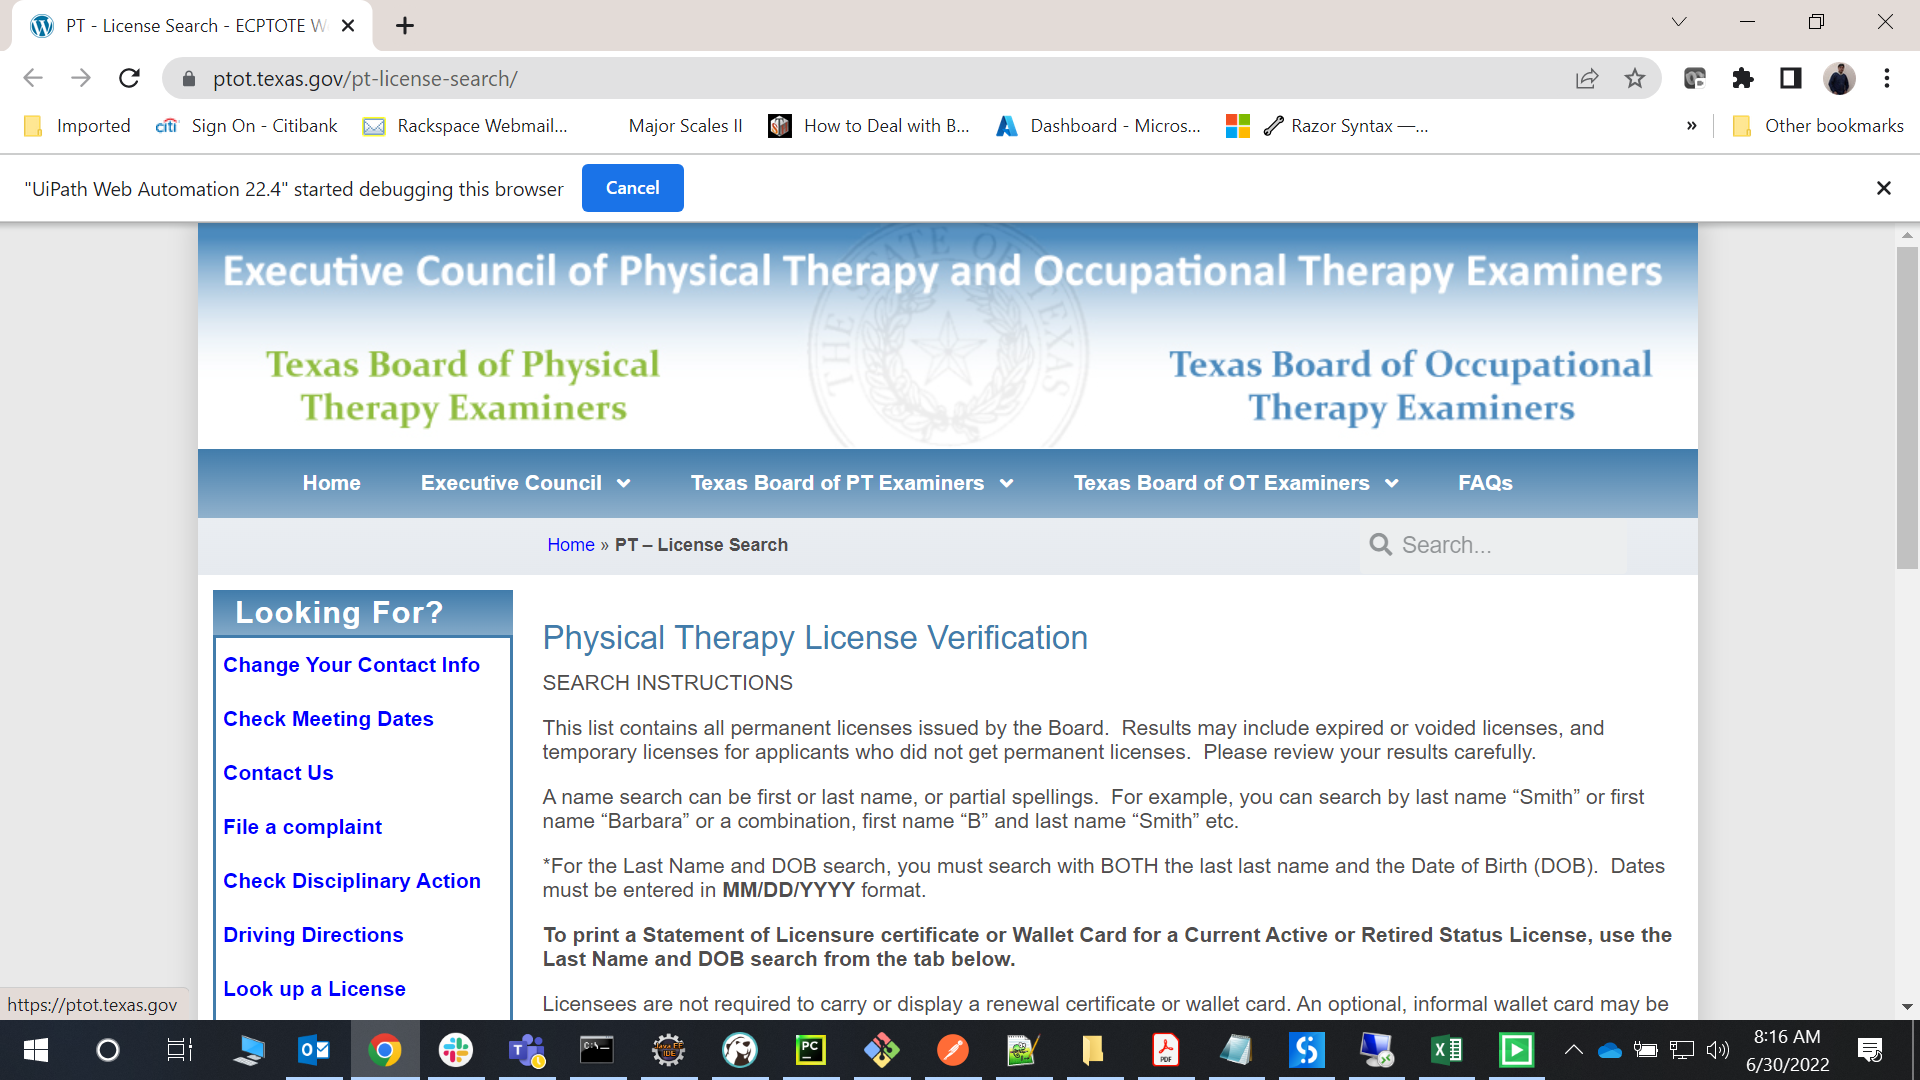 PT - License Search - ECPTOTE W
ptot.texas.gov/pt-license-search/
Imported
citi Sign On - Citibank
Rackspace Webmail...
Major Scales II
How to Deal with B...
Dashboard - Micros...
Razor Syntax —...
»
Other bookmarks
"UiPath Web Automation 22.4" started debugging this browser
Cancel
THE STATE OF TEXAS
Executive Council of Physical Therapy and Occupational Therapy Examiners
Texas Board of Physical
Therapy Examiners
Texas Board of Occupational
Therapy Examiners
Home
Executive Council
Texas Board of PT Examiners
Texas Board of OT Examiners
FAQs
Home » PT – License Search
Search...
Looking For?
Change Your Contact Info
Check Meeting Dates
Contact Us
File a complaint
Check Disciplinary Action
Driving Directions
Look up a License
Physical Therapy License Verification
SEARCH INSTRUCTIONS
This list contains all permanent licenses issued by the Board.  Results may include expired or voided licenses, and
temporary licenses for applicants who did not get permanent licenses.  Please review your results carefully.
A name search can be first or last name, or partial spellings.  For example, you can search by last name “Smith” or first
name “Barbara” or a combination, first name “B” and last name “Smith” etc.
*For the Last Name and DOB search, you must search with BOTH the last last name and the Date of Birth (DOB).  Dates
must be entered in MM/DD/YYYY format.
To print a Statement of Licensure certificate or Wallet Card for a Current Active or Retired Status License, use the
Last Name and DOB search from the tab below.
Licensees are not required to carry or display a renewal certificate or wallet card. An optional, informal wallet card may be
https://ptot.texas.gov
8:16 AM
6/30/2022